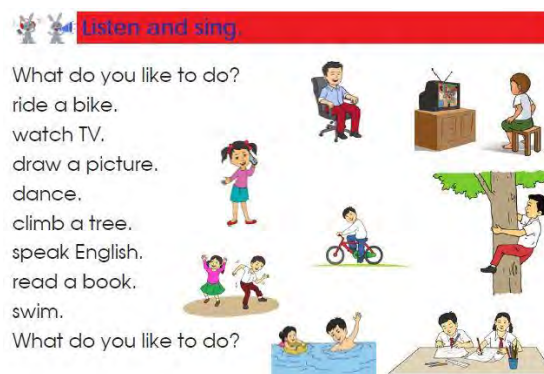 Listen and sing.
What do you like to do?
ride a bike.
watch TV.
draw a picture.
dance.
climb a tree.
speak English.
read a book.
swim.
What do you like to do?